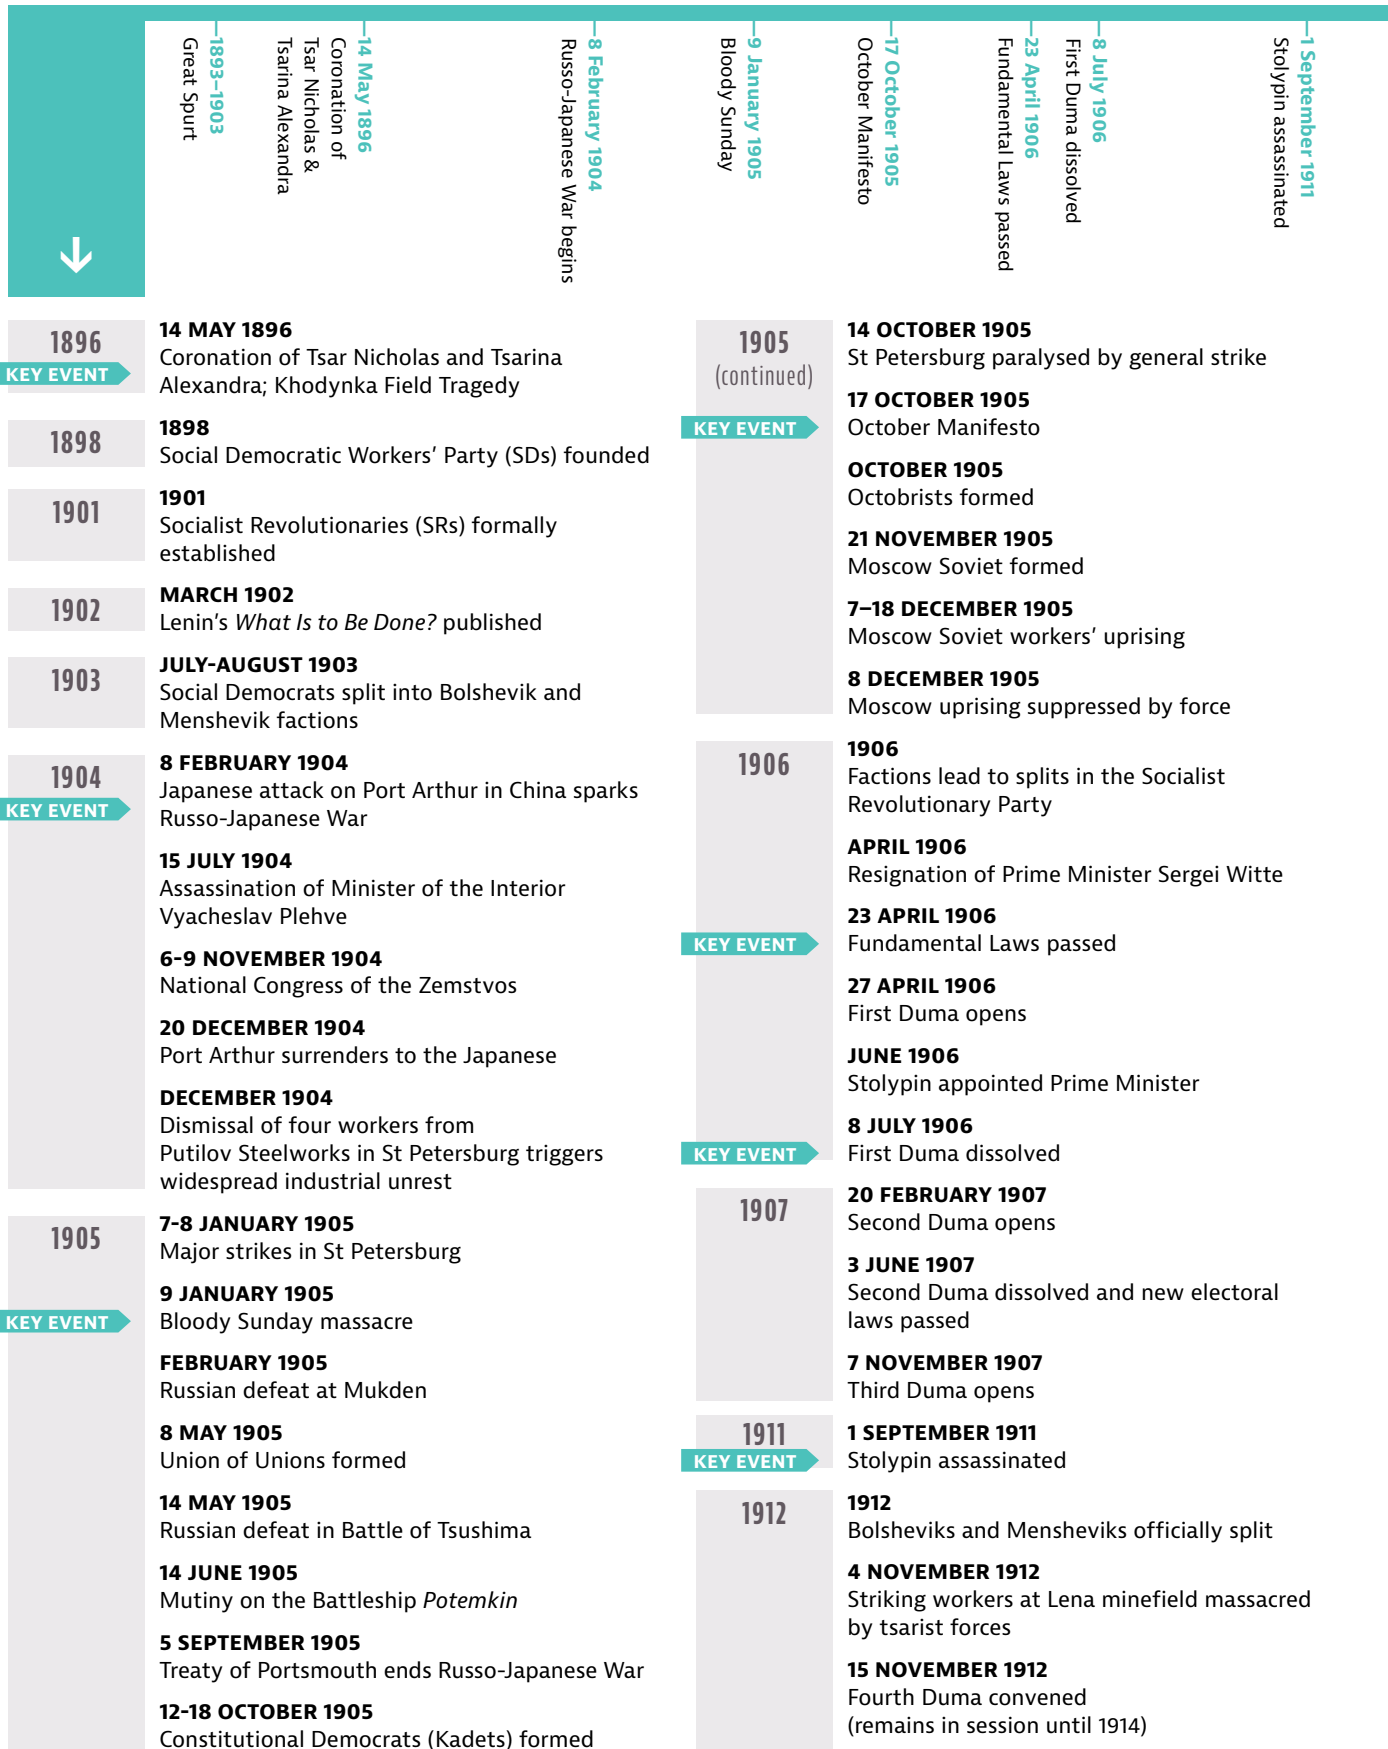 1893–1903
Great Spurt
14 May 1896
Coronation of
Tsar Nicholas &
Tsarina Alexandra
8 February 1904
Russo-Japanese War begins
9 January 1905
Bloody Sunday
17 October 1905
October Manifesto
23 April 1906
Fundamental Laws passed
8 July 1906
First Duma dissolved
1 September 1911
Stolypin assassinated
1896
KEY EVENT
14 MAY 1896
Coronation of Tsar Nicholas and Tsarina
Alexandra; Khodynka Field Tragedy
1898
1898
Social Democratic Workers' Party (SDs) founded
1901
1901
Socialist Revolutionaries (SRs) formally
established
1902
MARCH 1902
Lenin's What Is to Be Done? published
1903
JULY-AUGUST 1903
Social Democrats split into Bolshevik and
Menshevik factions
1904
KEY EVENT
8 FEBRUARY 1904
Japanese attack on Port Arthur in China sparks
Russo-Japanese War
15 JULY 1904
Assassination of Minister of the Interior
Vyacheslav Plehve
6-9 NOVEMBER 1904
National Congress of the Zemstvos
20 DECEMBER 1904
Port Arthur surrenders to the Japanese
DECEMBER 1904
Dismissal of four workers from
Putilov Steelworks in St Petersburg triggers
widespread industrial unrest
1905
7-8 JANUARY 1905
Major strikes in St Petersburg
9 JANUARY 1905
KEY EVENT
Bloody Sunday massacre
FEBRUARY 1905
Russian defeat at Mukden
8 MAY 1905
Union of Unions formed
14 MAY 1905
Russian defeat in Battle of Tsushima
14 JUNE 1905
Mutiny on the Battleship Potemkin
5 SEPTEMBER 1905
Treaty of Portsmouth ends Russo-Japanese War
12-18 OCTOBER 1905
Constitutional Democrats (Kadets) formed
1905
(continued)
14 OCTOBER 1905
St Petersburg paralysed by general strike
17 OCTOBER 1905
KEY EVENT
October Manifesto
OCTOBER 1905
Octobrists formed
21 NOVEMBER 1905
Moscow Soviet formed
7–18 DECEMBER 1905
Moscow Soviet workers' uprising
8 DECEMBER 1905
Moscow uprising suppressed by force
1906
1906
Factions lead to splits in the Socialist
Revolutionary Party
APRIL 1906
Resignation of Prime Minister Sergei Witte
23 APRIL 1906
KEY EVENT
Fundamental Laws passed
27 APRIL 1906
First Duma opens
JUNE 1906
Stolypin appointed Prime Minister
8 JULY 1906
KEY EVENT
First Duma dissolved
1907
20 FEBRUARY 1907
Second Duma opens
3 JUNE 1907
Second Duma dissolved and new electoral
laws passed
7 NOVEMBER 1907
Third Duma opens
1911
KEY EVENT
1 SEPTEMBER 1911
Stolypin assassinated
1912
1912
Bolsheviks and Mensheviks officially split
4 NOVEMBER 1912
Striking workers at Lena minefield massacred
by tsarist forces
15 NOVEMBER 1912
Fourth Duma convened
(remains in session until 1914)